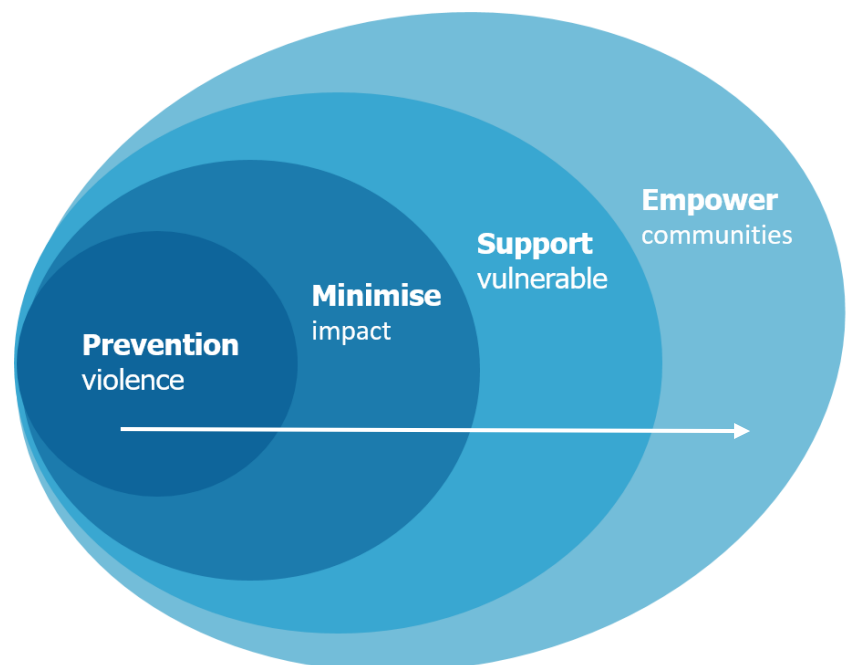 Prevention
violence
Minimise
impact
Support
vulnerable
Empower
communities